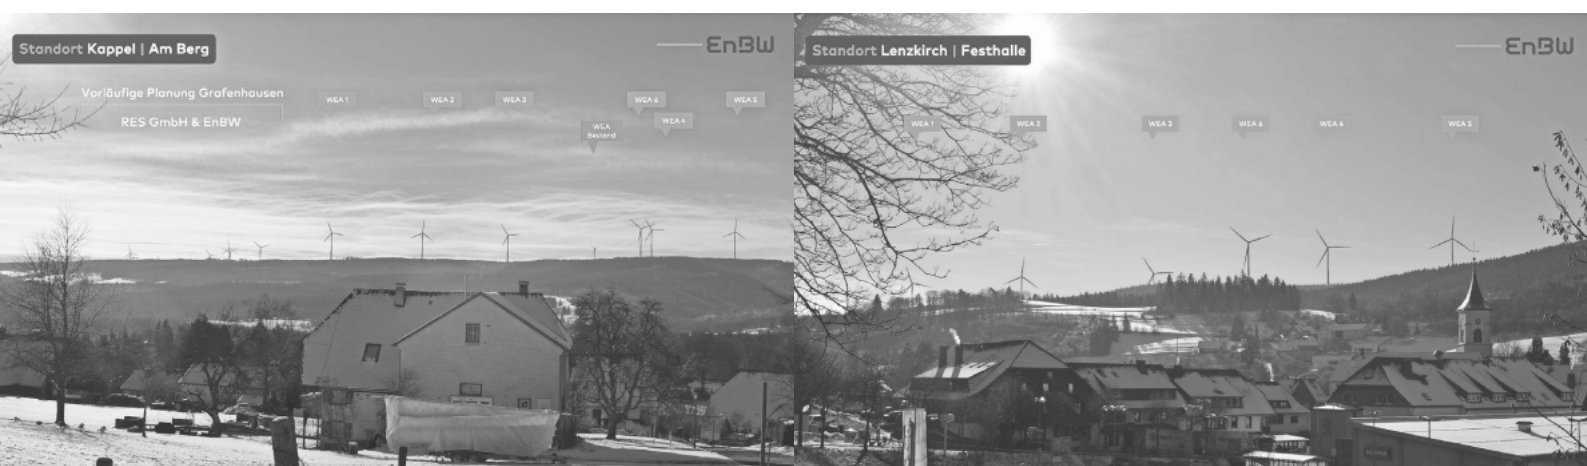 Standort Kappel | Am Berg
EnBW
Vorläufige Planung Grafenhausen
RES GmbH & EnBW
WEA 1
WEA 2
WEA 3
WEA 6
WEA 5
WEA 4
WEA
Bestand
Standort Lenzkirch | Festhalle
EnBW
WEA 1
WEA 2
WEA 3
WEA 6
WEA 4
WEA 5